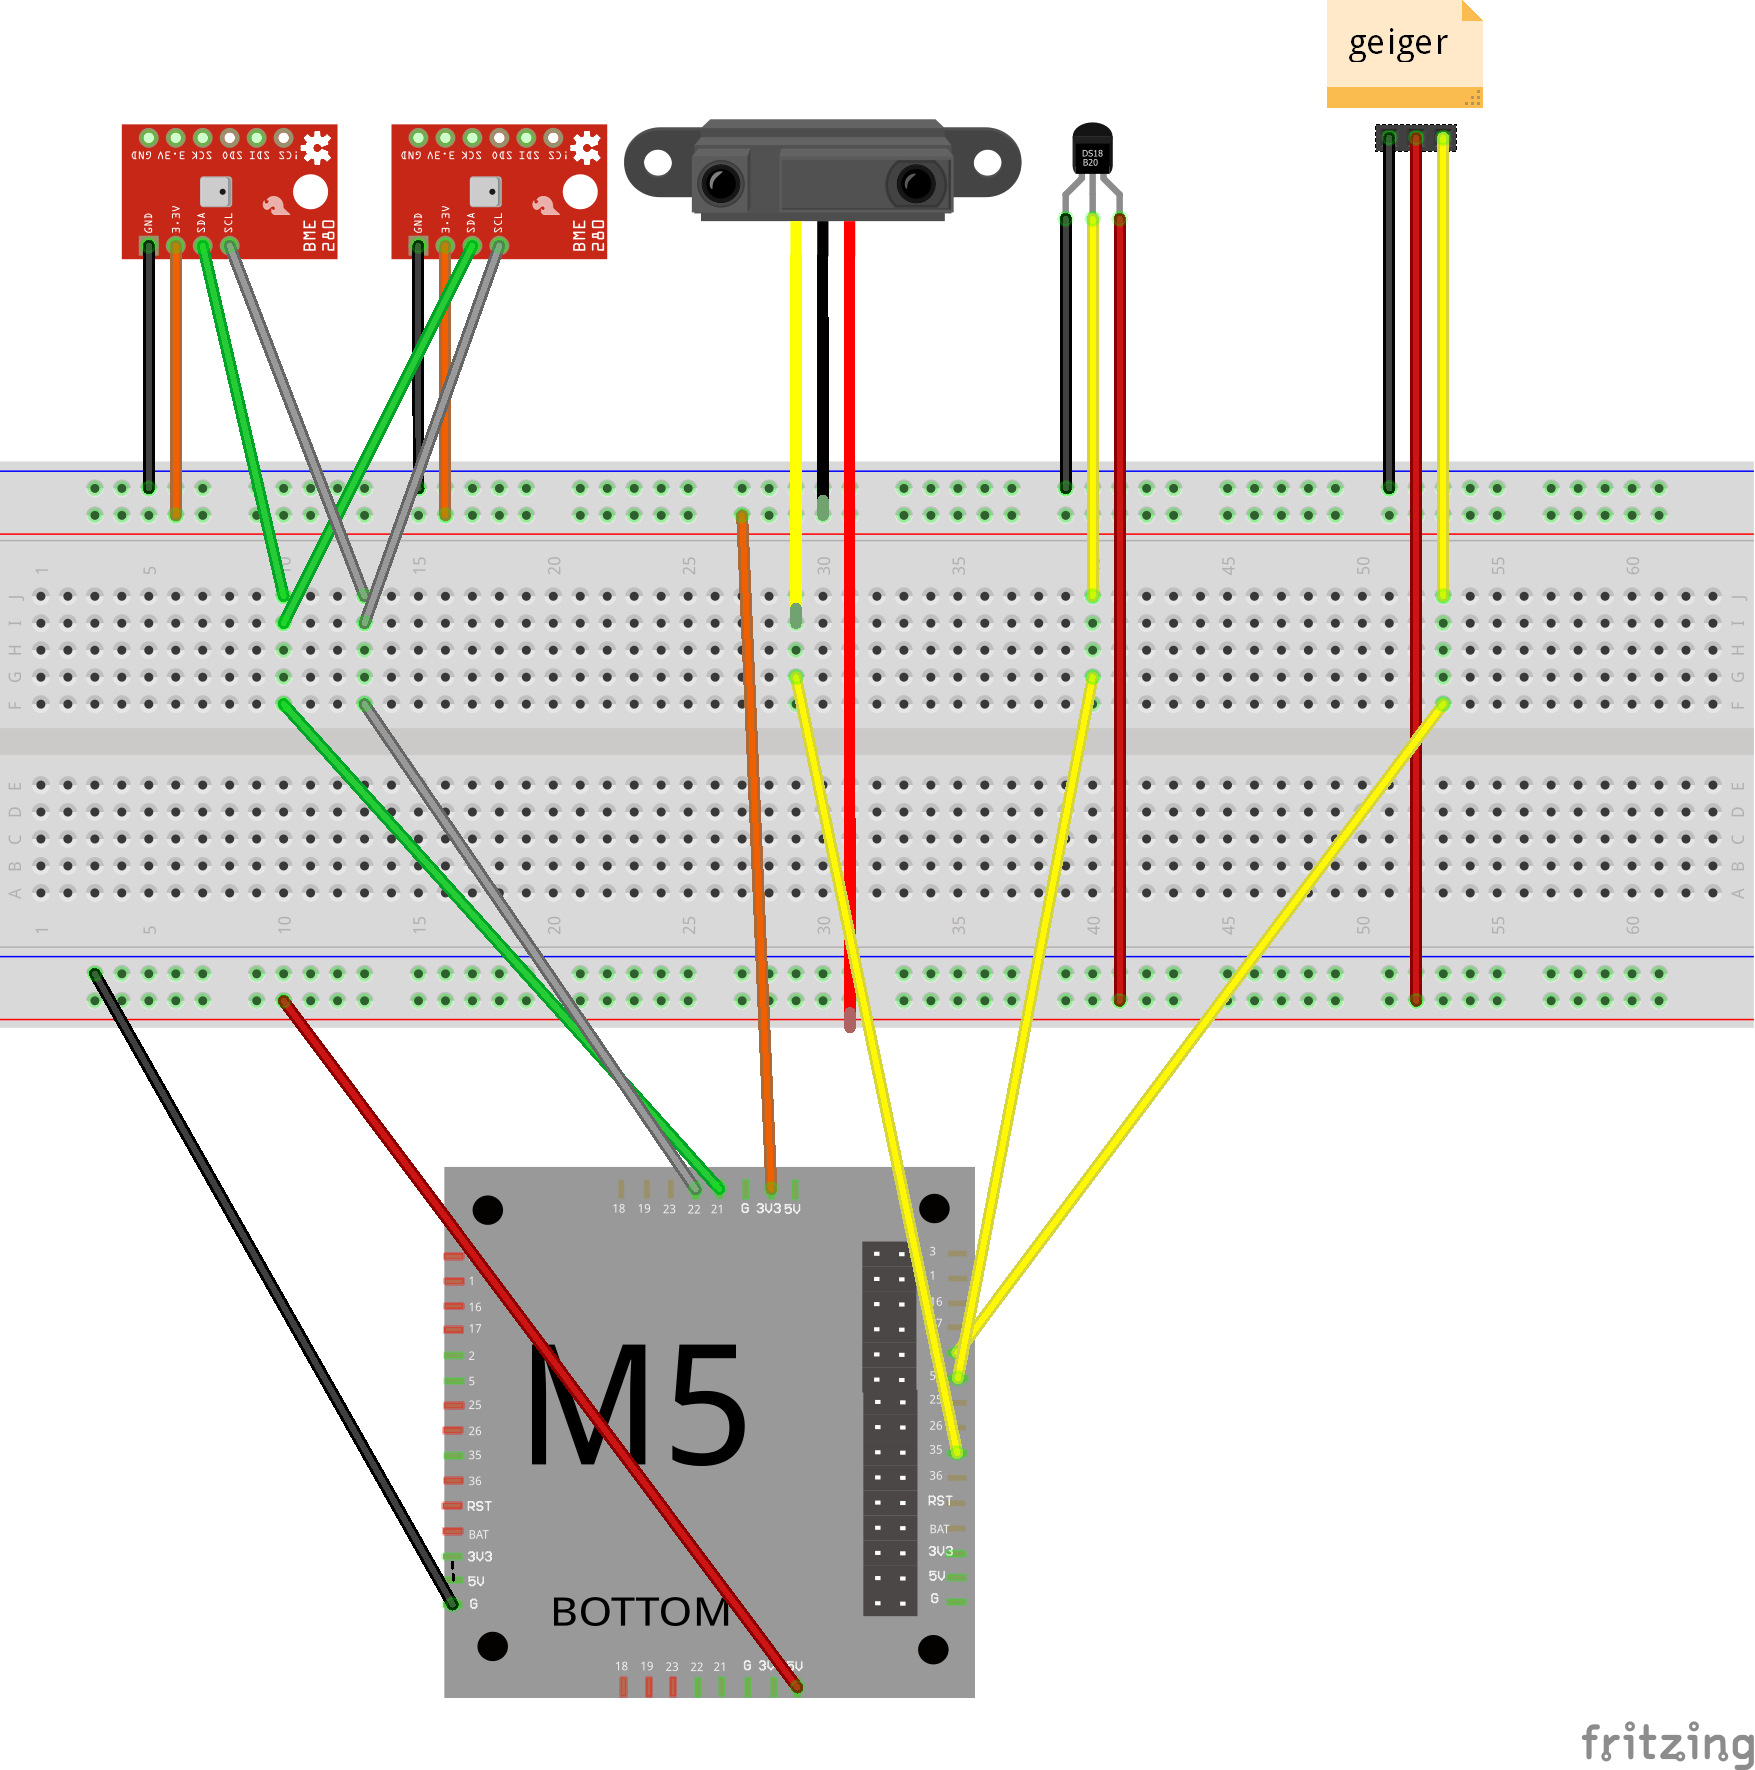 geiger
GND 3.3V SCK SDO SDI !CS
GND 3.3V SDA SCL
BME
280
GND 3.3V SCK SDO SDI !CS
GND 3.3V SDA SCL
BME
280
DS18
B20
1 5 10 15 20 25 30 35 45 50 55 60
J J
I I
H H
G G
F F
E E
D D
C C
B B
A A
1 5 10 15 20 25 30 35 40 45 50 55 60
18 19 23 22 21 G 3V3 5V
1
16
17
2
5
25
26
35
36
RST
BAT
3V3
5V
G
M5
BOTTOM
3
1
16
7
5
25
26
35
36
RST
BAT
3V3
5V
G
18 19 23 22 21 G 3V 5V
fritzing